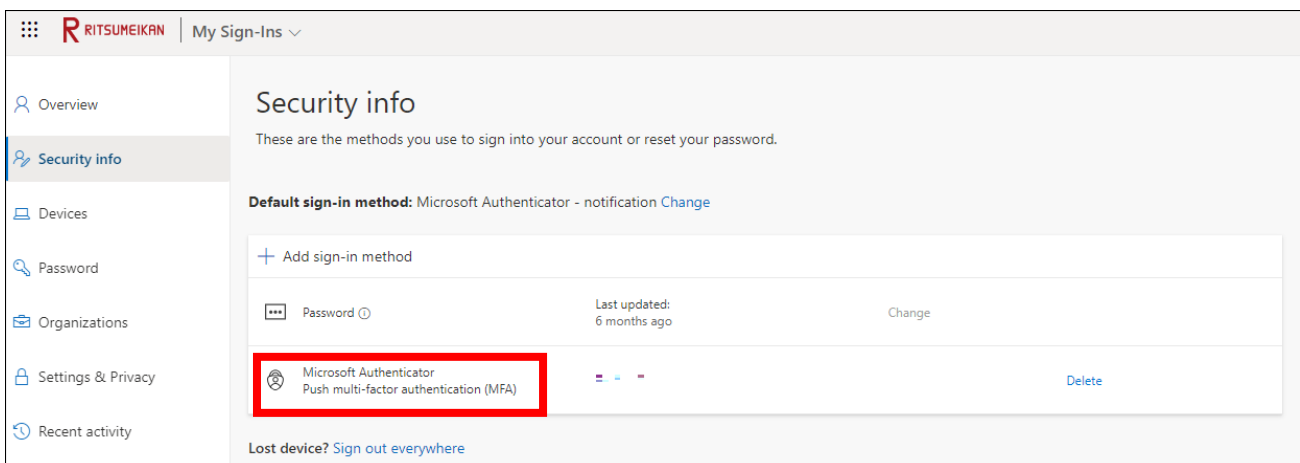 RITSUMEIKAN My Sign-Ins
Overview
Security info
Devices
Password
Organizations
Settings & Privacy
Recent activity
Security info
These are the methods you use to sign into your account or reset your password.
Default sign-in method: Microsoft Authenticator - notification Change
Add sign-in method
Password Last updated: Change
6 months ago
Microsoft Authenticator
Push multi-factor authentication (MFA) Delete
Lost device? Sign out everywhere